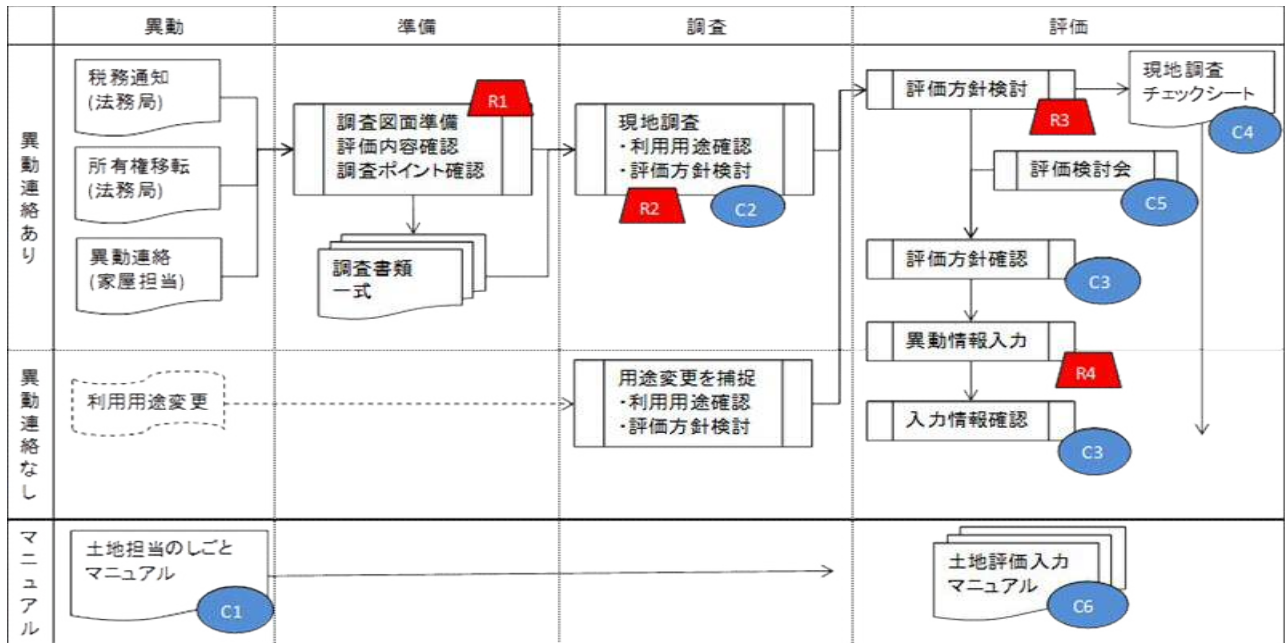 異動
準備
調査
評価
異動連絡あり
税務通知
(法務局)
所有権移転
(法務局)
異動連絡
(家屋担当)
R1
調査図面準備
評価内容確認
調査ポイント確認
調査書類
一式
現地調査
・利用用途確認
・評価方針検討
R2
C2
評価方針検討
R3
現地調査
チェックシート
C4
評価検討会
C5
評価方針確認
C3
異動情報入力
R4
異動連絡なし
利用用途変更
用途変更を捕捉
・利用用途確認
・評価方針検討
入力情報確認
C3
マニュアル
土地担当のしごと
マニュアル
C1
土地評価入力
マニュアル
C6